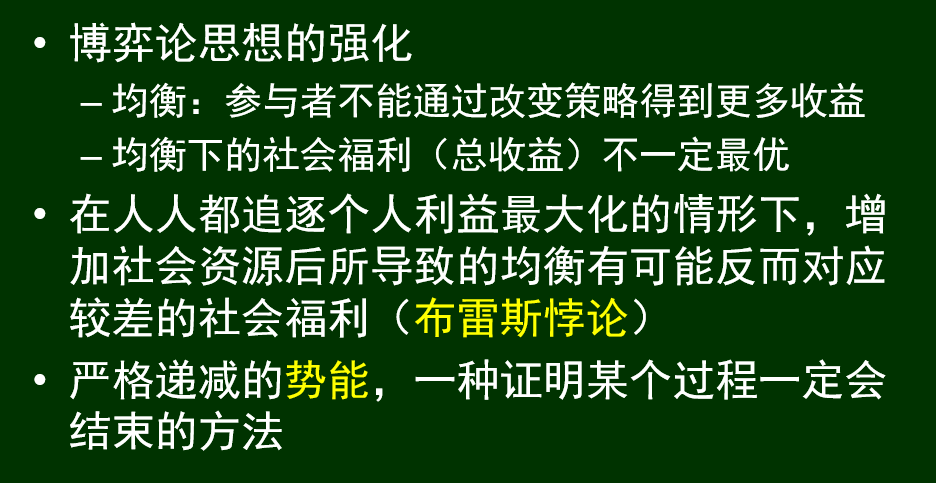 • 博弈论思想的强化
– 均衡：参与者不能通过改变策略得到更多收益
– 均衡下的社会福利（总收益）不一定最优
• 在人人都追逐个人利益最大化的情形下，增
加社会资源后所导致的均衡有可能反而对应
较差的社会福利（布雷斯悖论）
• 严格递减的势能，一种证明某个过程一定会
结束的方法